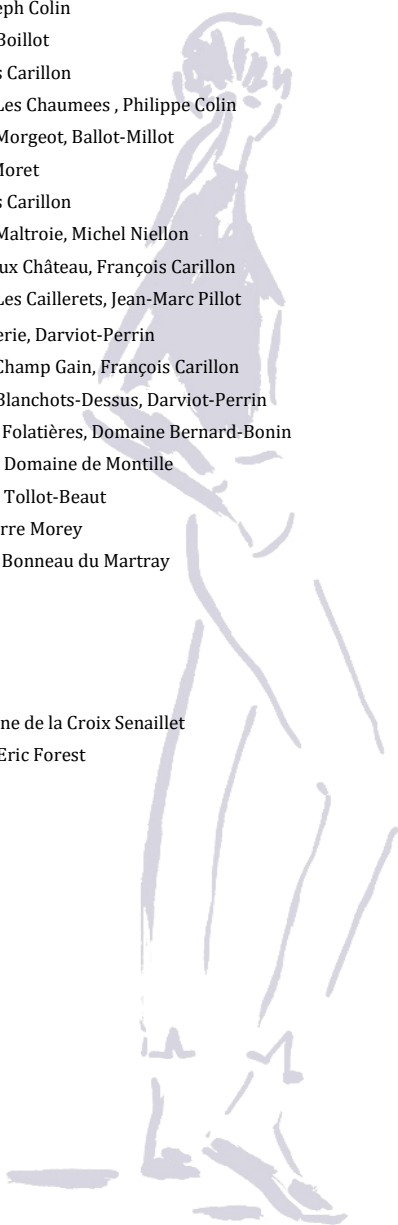 eph Colin
Boillot
s Carillon
Les Chaumees , Philippe Colin
Morgeot, Ballot-Millot
Moret
s Carillon
Maltroie, Michel Niellon
ux Château, François Carillon
Les Caillerets, Jean-Marc Pillot
erie, Darviot-Perrin
Champ Gain, François Carillon
Blanchots-Dessus, Darviot-Perrin
Folatières, Domaine Bernard-Bonin
Domaine de Montille
Tollot-Beaut
rre Morey
Bonneau du Martray
ne de la Croix Senaillet
Eric Forest